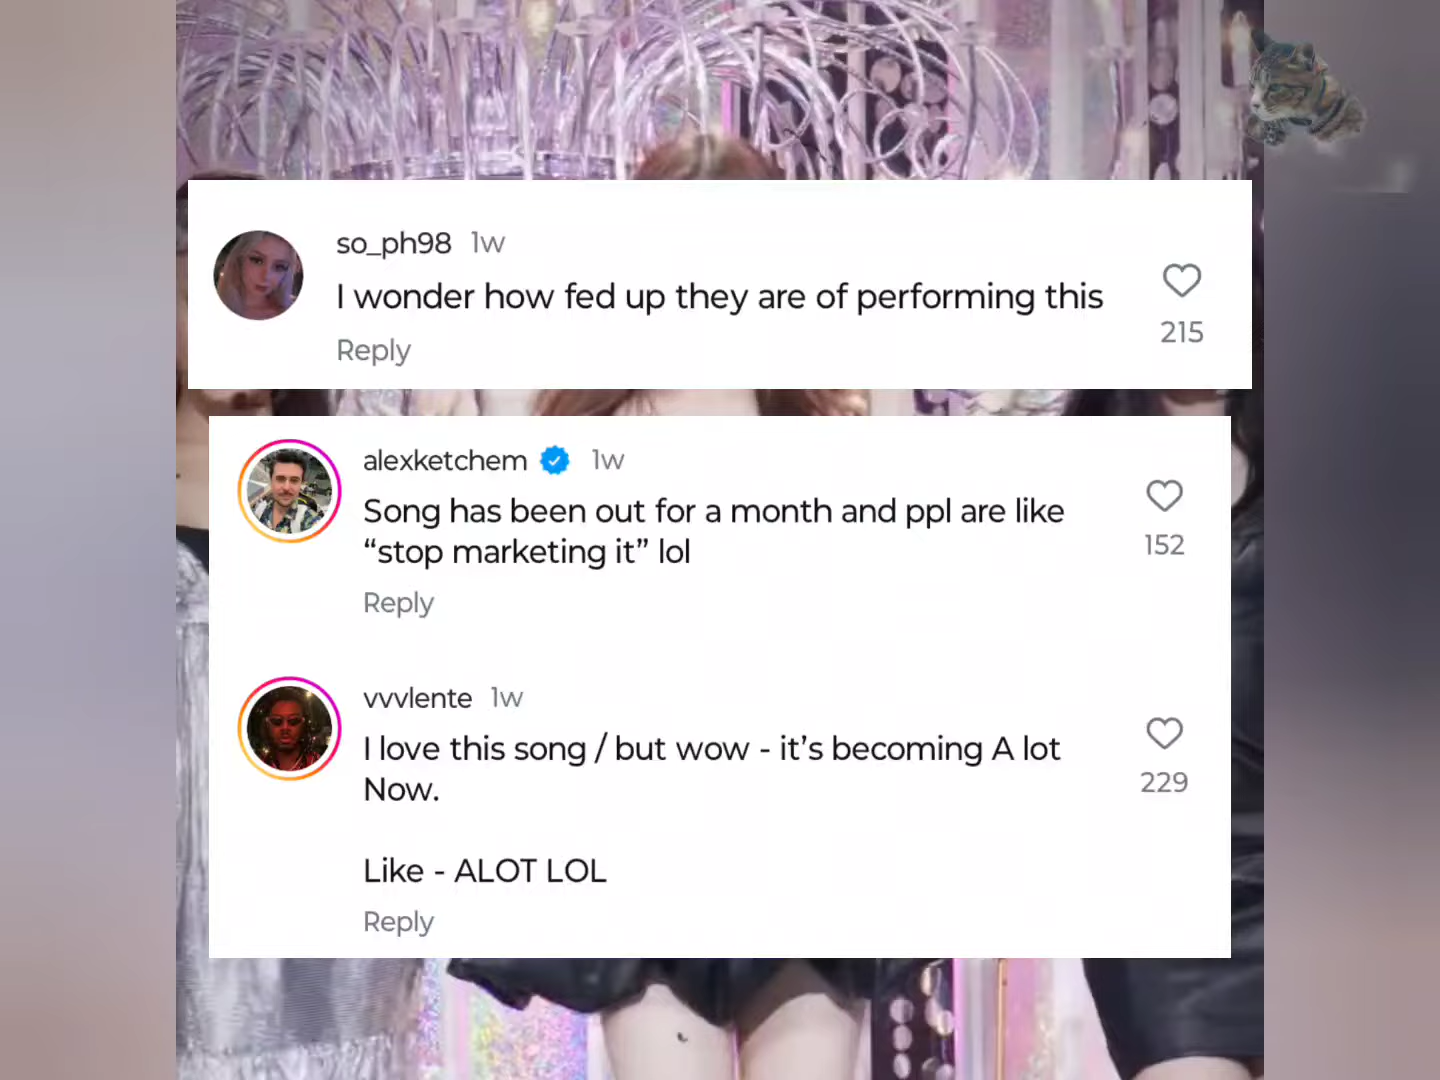 so_ph98 1w
I wonder how fed up they are of performing this
Reply
215
alexketchem 1w
Song has been out for a month and ppl are like
“stop marketing it” lol
Reply
152
vvvlente 1w
I love this song / but wow - it’s becoming A lot
Now.
Like - ALOT LOL
Reply
229